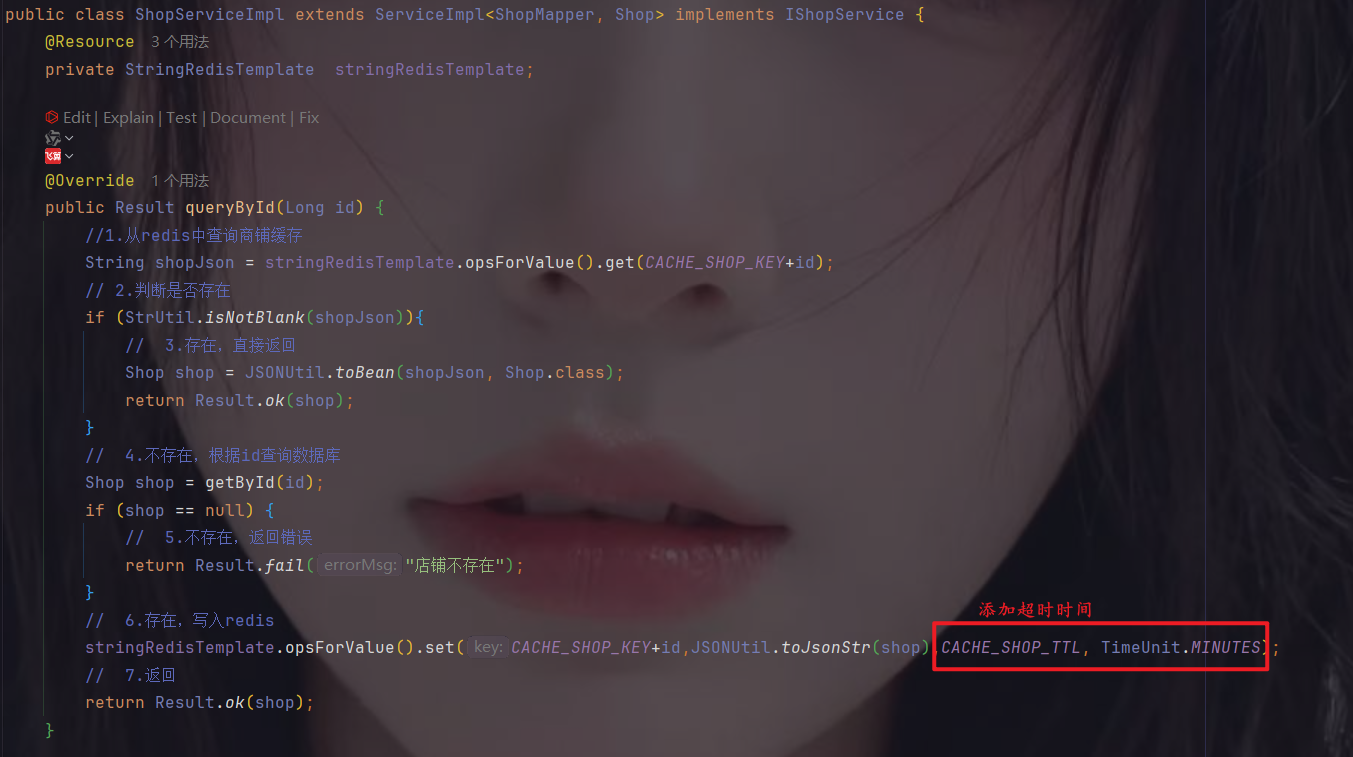 public class ShopServiceImpl extends ServiceImpl<ShopMapper, Shop> implements IShopService {
@Resource 3 个用法
private StringRedisTemplate stringRedisTemplate;
Edit | Explain | Test | Document | Fix
飞算
@Override 1 个用法
public Result queryById(Long id) {
//1.从redis中查询商铺缓存
String shopJson = stringRedisTemplate.opsForValue().get(CACHE_SHOP_KEY+id);
// 2.判断是否存在
if (StrUtil.isNotBlank(shopJson)){
// 3.存在，直接返回
Shop shop = JSONUtil.toBean(shopJson, Shop.class);
return Result.ok(shop);
}
// 4.不存在，根据id查询数据库
Shop shop = getById(id);
if (shop == null) {
// 5.不存在，返回错误
return Result.fail( errorMsg: "店铺不存在");
}
// 6.存在，写入redis
添加超时时间
stringRedisTemplate.opsForValue().set( key: CACHE_SHOP_KEY+id,JSONUtil.toJsonStr(shop),CACHE_SHOP_TTL, TimeUnit.MINUTES);
// 7.返回
return Result.ok(shop);
}